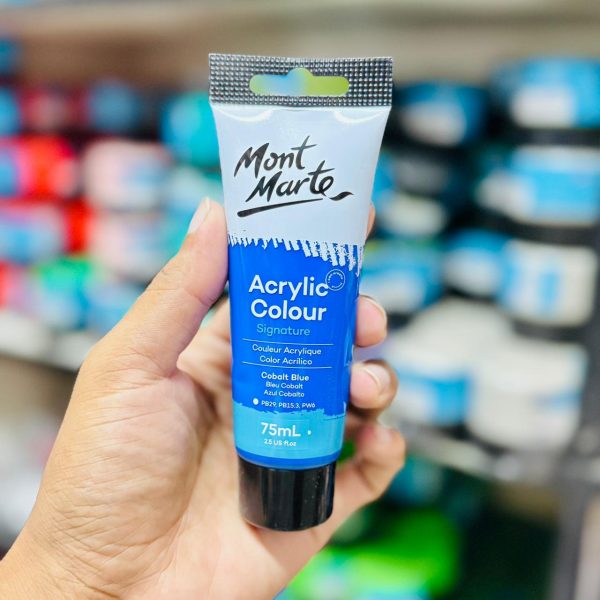 Mont
Marte
Acrylic
Colour
Signature
Couleur Acrylique
Color Acrílico
Cobalt Blue
Bleu Cobalt
Azul Cobalto
PB29, PB15:3, PW6
75mL
2.5 US fl.oz